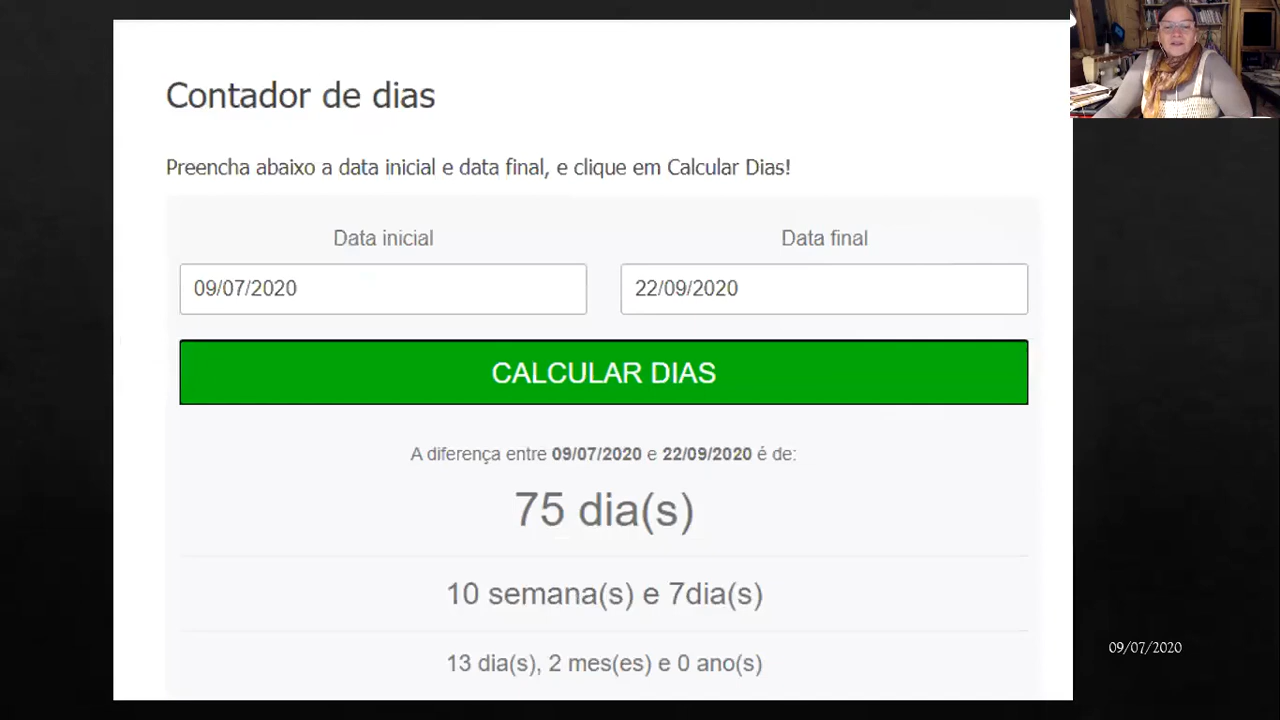 Contador de dias
Preencha abaixo a data inicial e data final, e clique em Calcular Dias!
Data inicial
Data final
09/07/2020
22/09/2020
CALCULAR DIAS
A diferença entre 09/07/2020 e 22/09/2020 é de:
75 dia(s)
10 semana(s) e 7dia(s)
13 dia(s), 2 mes(es) e 0 ano(s)
09/07/2020